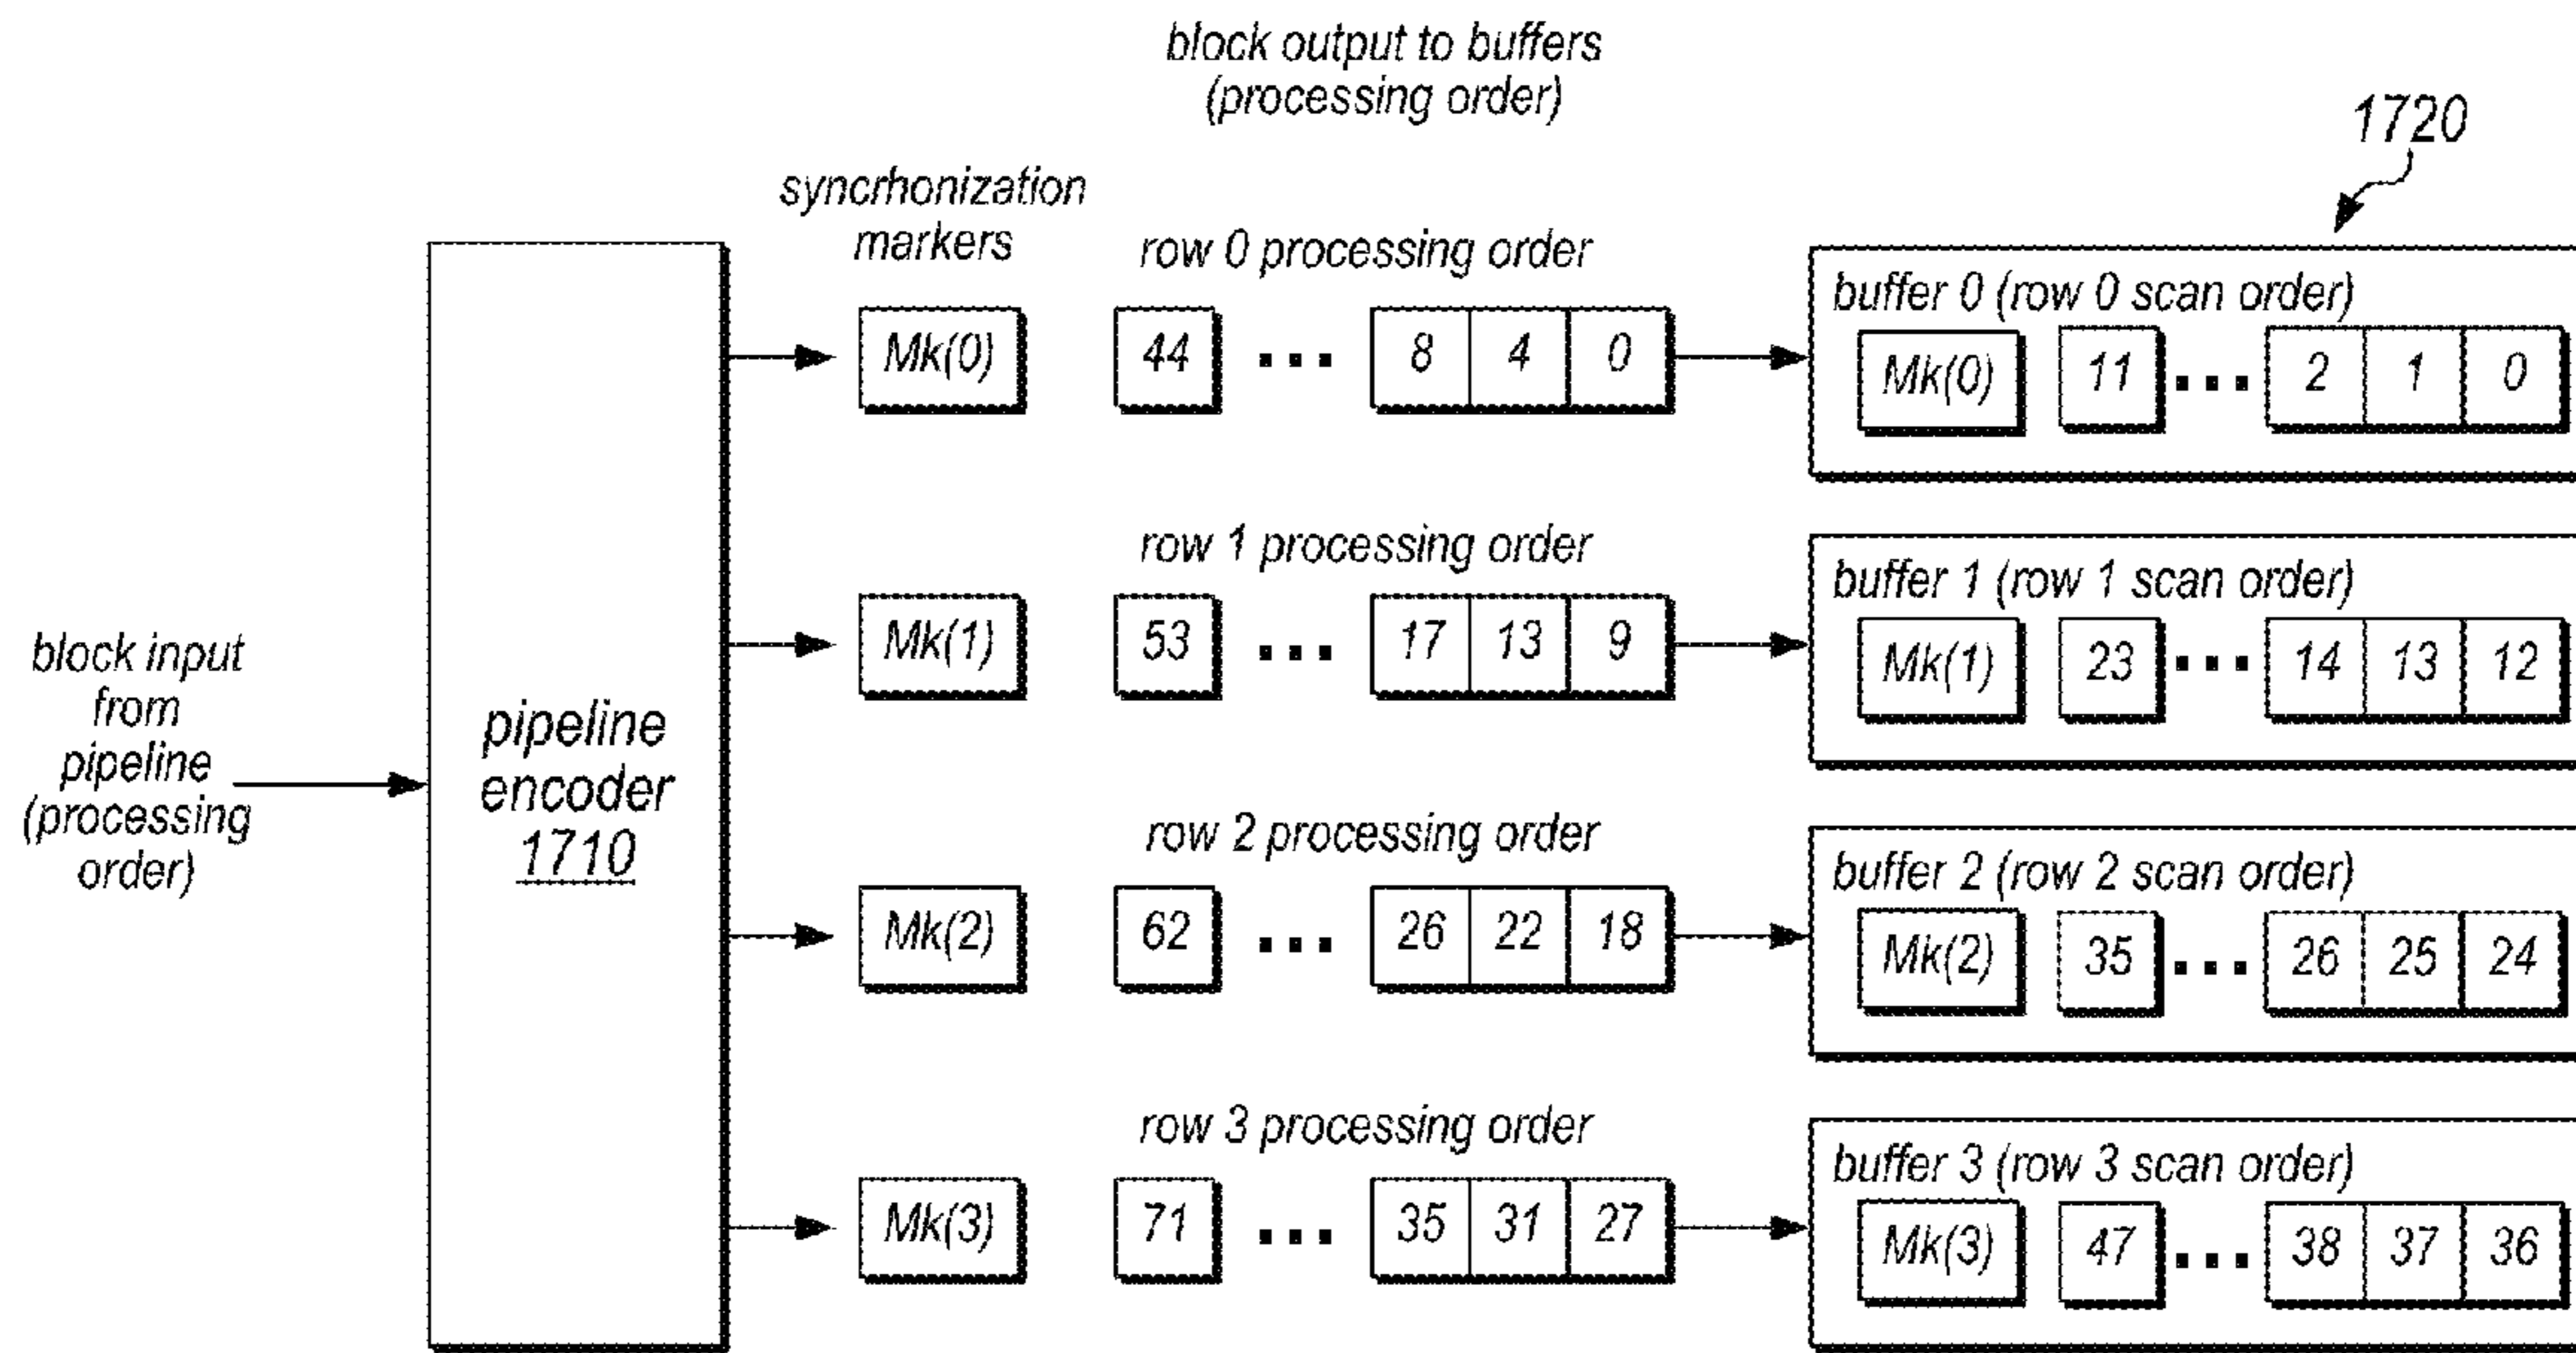 block output to buffers
(processing order)
1720
syncrhonization
markers
row 0 processing order
Mk(0) 44 ... 8 4 0
buffer 0 (row 0 scan order)
Mk(0) 11 ... 2 1 0
row 1 processing order
Mk(1) 53 ... 17 13 9
buffer 1 (row 1 scan order)
Mk(1) 23 ... 14 13 12
block input
from
pipeline
(processing
order)
pipeline
encoder
1710
row 2 processing order
Mk(2) 62 ... 26 22 18
buffer 2 (row 2 scan order)
Mk(2) 35 ... 26 25 24
row 3 processing order
Mk(3) 71 ... 35 31 27
buffer 3 (row 3 scan order)
Mk(3) 47 ... 38 37 36